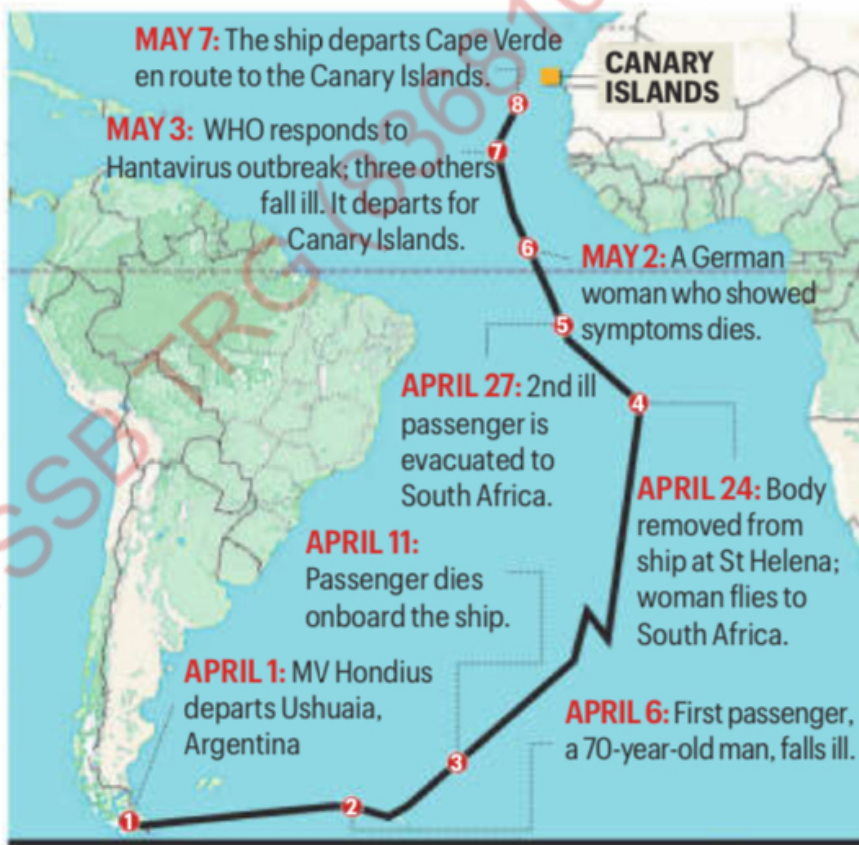 MAY 7: The ship departs Cape Verde
en route to the Canary Islands.
CANARY
ISLANDS
8
MAY 3: WHO responds to
Hantavirus outbreak; three others
fall ill. It departs for
Canary Islands.
7
6
MAY 2: A German
woman who showed
symptoms dies.
5
APRIL 27: 2nd ill
passenger is
evacuated to
South Africa.
4
APRIL 24: Body
removed from
ship at St Helena;
woman flies to
South Africa.
APRIL 11:
Passenger dies
onboard the ship.
APRIL 1: MV Hondius
departs Ushuaia,
Argentina
APRIL 6: First passenger,
a 70-year-old man, falls ill.
3
2
1
SSB TRG (83681